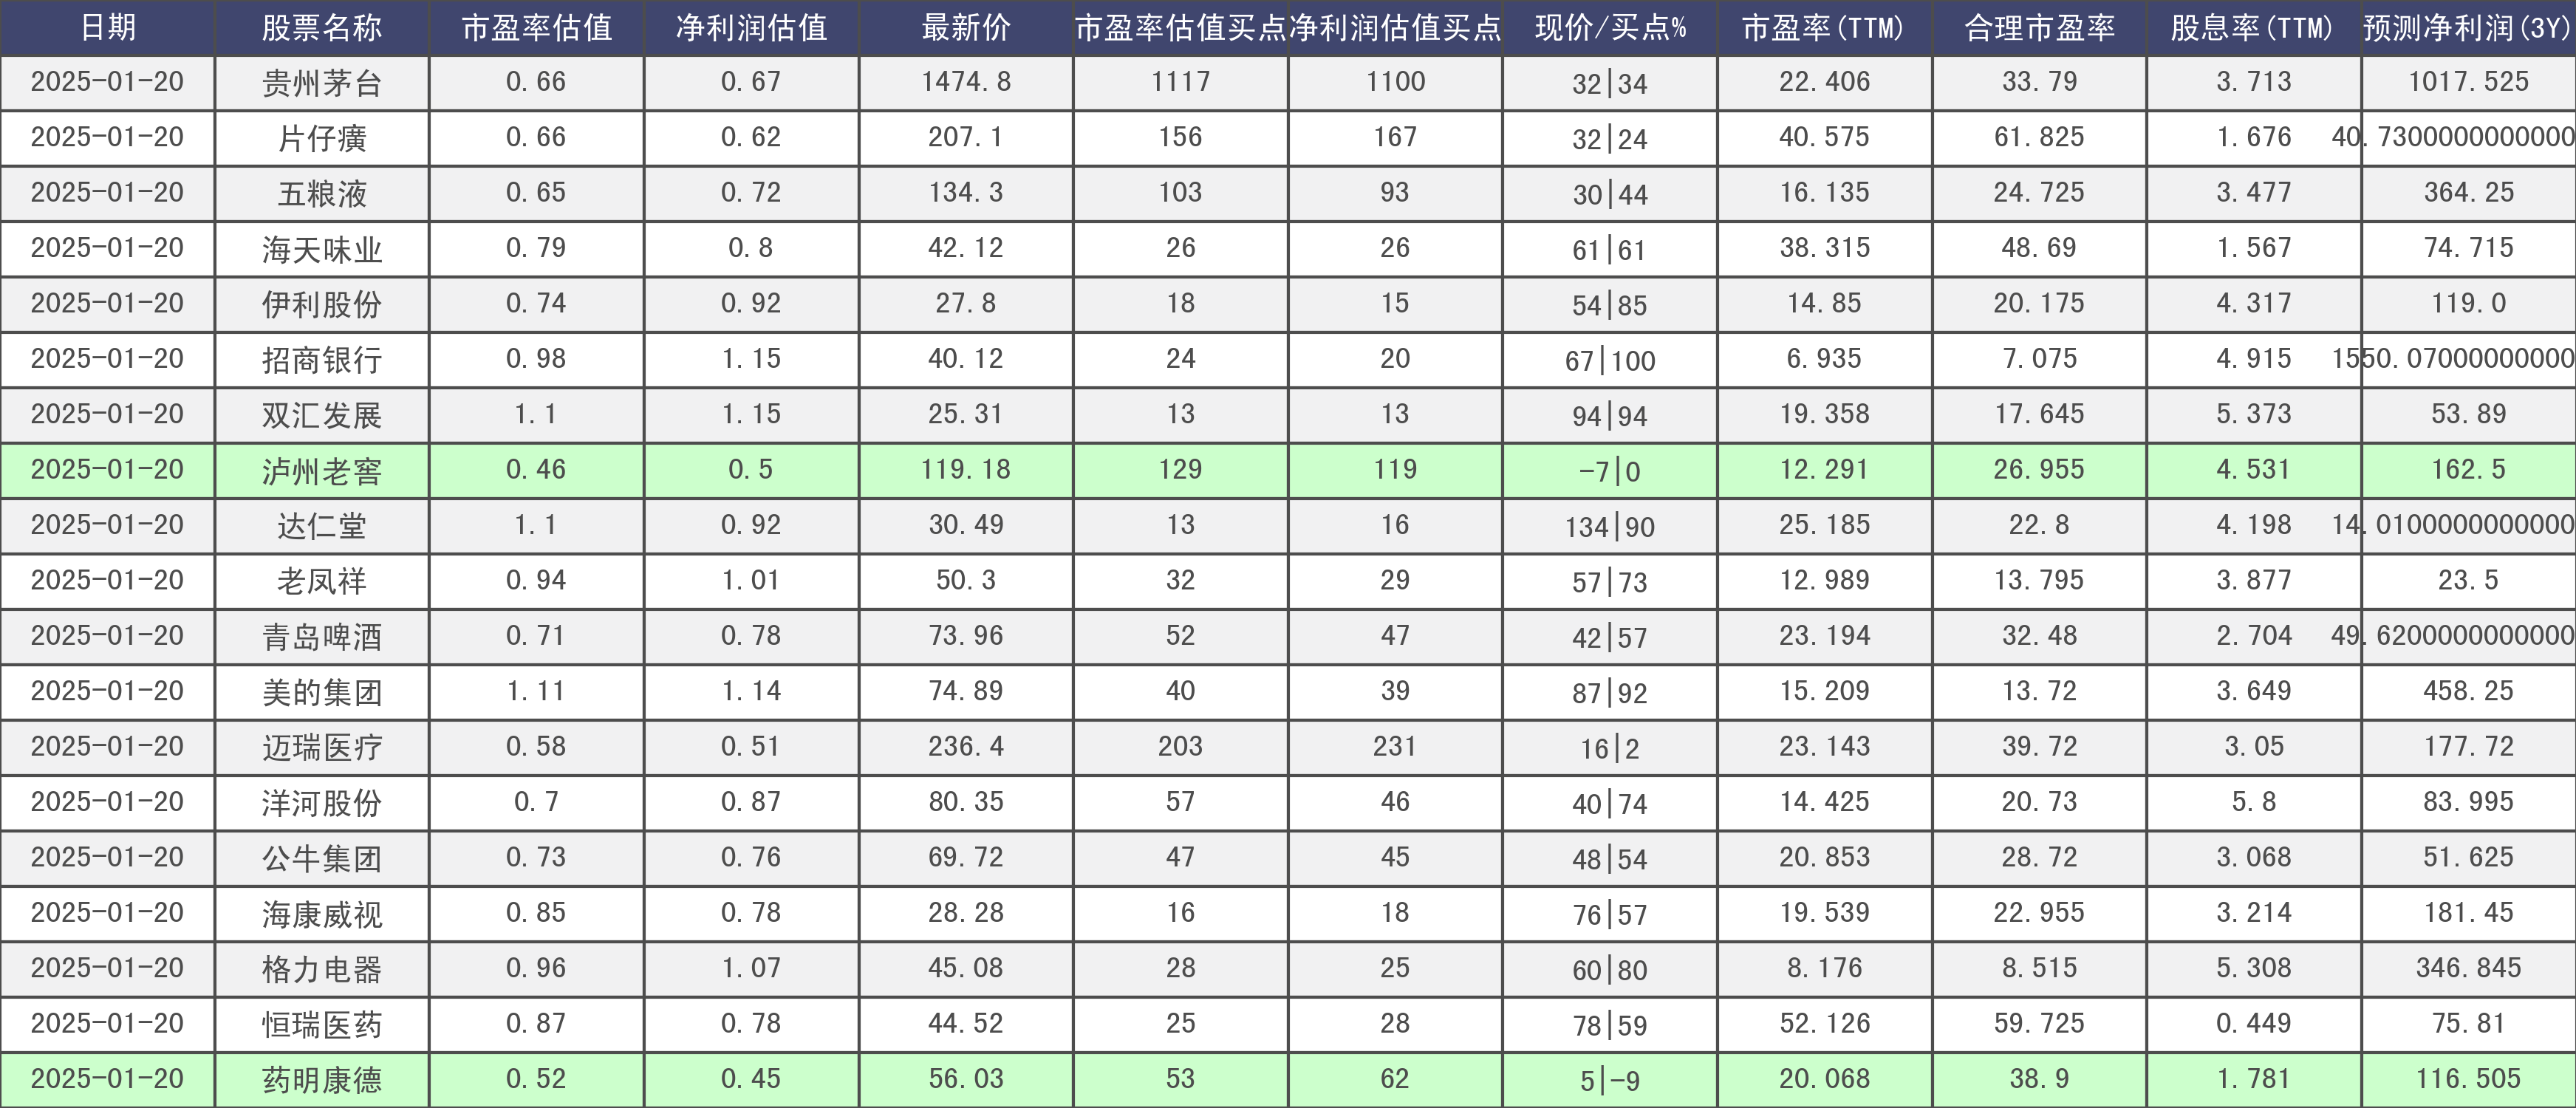 日期 股票名称 市盈率估值 净利润估值 最新价 市盈率估值买点 净利润估值买点 现价/买点% 市盈率(TTM) 合理市盈率 股息率(TTM) 预测净利润(3Y)
2025-01-20 贵州茅台 0.66 0.67 1474.8 1117 1100 32|34 22.406 33.79 3.713 1017.525
2025-01-20 片仔癀 0.66 0.62 207.1 156 167 32|24 40.575 61.825 1.676 40.7300000000000
2025-01-20 五粮液 0.65 0.72 134.3 103 93 30|44 16.135 24.725 3.477 364.25
2025-01-20 海天味业 0.79 0.8 42.12 26 26 61|61 38.315 48.69 1.567 74.715
2025-01-20 伊利股份 0.74 0.92 27.8 18 15 54|85 14.85 20.175 4.317 119.0
2025-01-20 招商银行 0.98 1.15 40.12 24 20 67|100 6.935 7.075 4.915 1550.07000000000
2025-01-20 双汇发展 1.1 1.15 25.31 13 13 94|94 19.358 17.645 5.373 53.89
2025-01-20 泸州老窖 0.46 0.5 119.18 129 119 -7|0 12.291 26.955 4.531 162.5
2025-01-20 达仁堂 1.1 0.92 30.49 13 16 134|90 25.185 22.8 4.198 14.0100000000000
2025-01-20 老凤祥 0.94 1.01 50.3 32 29 57|73 12.989 13.795 3.877 23.5
2025-01-20 青岛啤酒 0.71 0.78 73.96 52 47 42|57 23.194 32.48 2.704 49.6200000000000
2025-01-20 美的集团 1.11 1.14 74.89 40 39 87|92 15.209 13.72 3.649 458.25
2025-01-20 迈瑞医疗 0.58 0.51 236.4 203 231 16|2 23.143 39.72 3.05 177.72
2025-01-20 洋河股份 0.7 0.87 80.35 57 46 40|74 14.425 20.73 5.8 83.995
2025-01-20 公牛集团 0.73 0.76 69.72 47 45 48|54 20.853 28.72 3.068 51.625
2025-01-20 海康威视 0.85 0.78 28.28 16 18 76|57 19.539 22.955 3.214 181.45
2025-01-20 格力电器 0.96 1.07 45.08 28 25 60|80 8.176 8.515 5.308 346.845
2025-01-20 恒瑞医药 0.87 0.78 44.52 25 28 78|59 52.126 59.725 0.449 75.81
2025-01-20 药明康德 0.52 0.45 56.03 53 62 5|-9 20.068 38.9 1.781 116.505